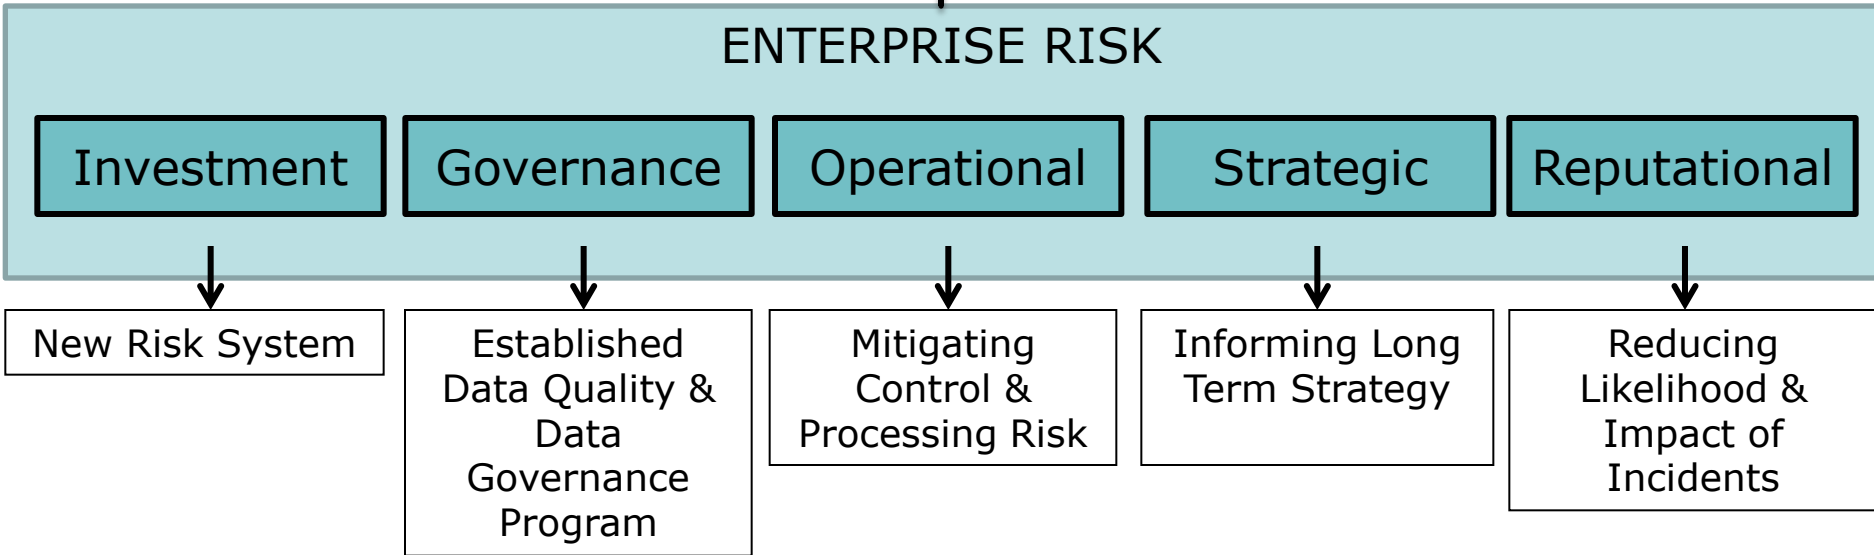 ENTERPRISE RISK
Investment
Governance
Operational
Strategic
Reputational
New Risk System
Established
Data Quality &
Data
Governance
Program
Mitigating
Control &
Processing Risk
Informing Long
Term Strategy
Reducing
Likelihood &
Impact of
Incidents